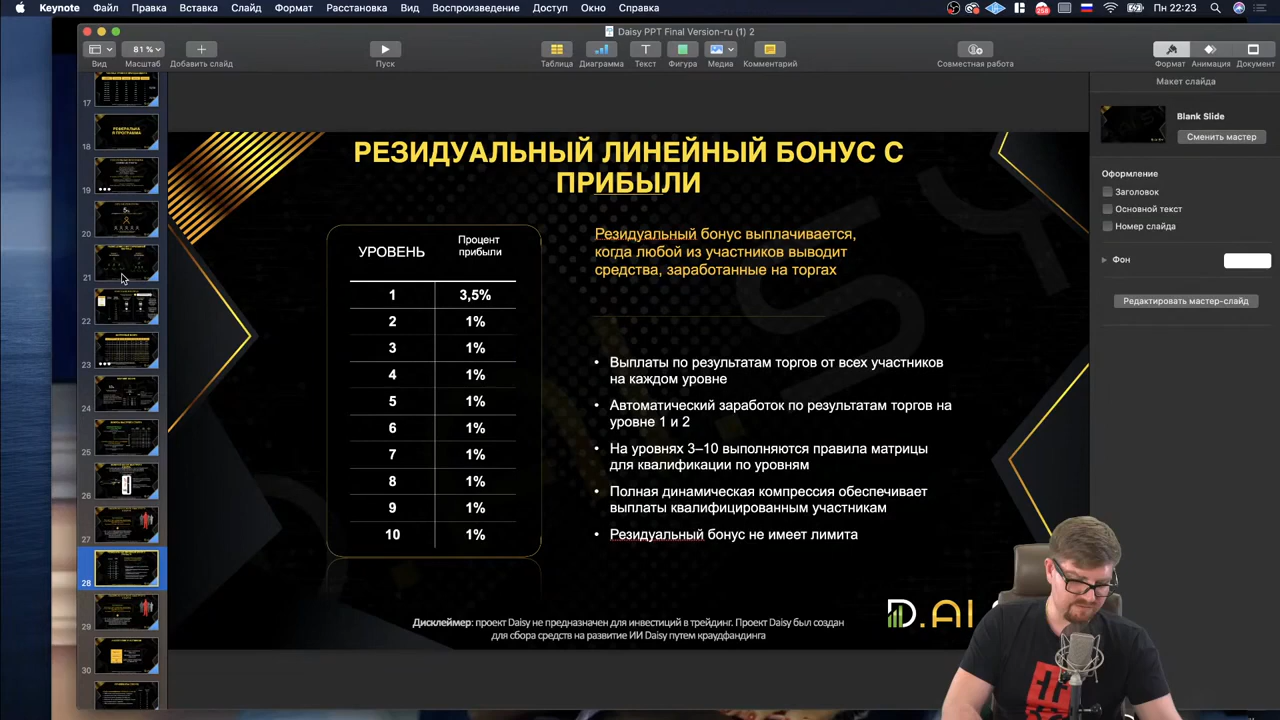 Keynote Файл Правка Вставка Слайд Формат Расстановка Вид Воспроизведение Доступ Окно Справка
258
ПН 22:23
Daisy PPT Final Version-ru (1) 2
81 %
Вид Масштаб Добавить слайд Пуск Таблица Диаграмма Текст Фигура Медиа Комментарий Совместная работа Формат Анимация Документ
Макет слайда
Blank Slide
Сменить мастер
Оформление
Заголовок
Основной текст
Номер слайда
Фон
Редактировать мастер-слайд
17
18
РЕФЕРАЛЬНА
Я ПРОГРАММА
19
20
21
22
23
24
25
26
27
28
29
30
РЕЗИДУАЛЬНЫЙ ЛИНЕЙНЫЙ БОНУС С
ПРИБЫЛИ
УРОВЕНЬ Процент
прибыли
1 3,5%
2 1%
3 1%
4 1%
5 1%
6 1%
7 1%
8 1%
9 1%
10 1%
Резидуальный бонус выплачивается,
когда любой из участников выводит
средства, заработанные на торгах
• Выплаты по результатам торгов от всех участников
на каждом уровне
• Автоматический заработок по результатам торгов на
уровне 1 и 2
• На уровнях 3–10 выполняются правила матрицы
для квалификации по уровням
• Полная динамическая компрессия обеспечивает
выплаты квалифицированным участникам
• Резидуальный бонус не имеет лимита
Дисклеймер: проект Daisy не предназначен для инвестиций в трейдинг. Проект Daisy был создан
для сбора средств на развитие ИИ Daisy путем краудфандинга
D.AI